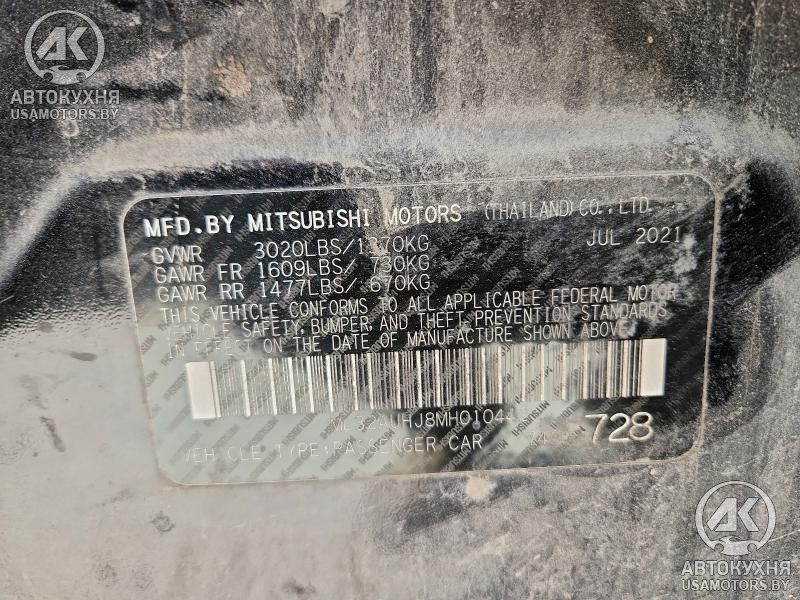 АК
АВТОКУХНЯ
USAMOTORS.BY
MFD.BY MITSUBISHI MOTORS (THAILAND)CO.,LTD.
GVWR 3020LBS/1370KG JUL 2021
GAWR FR 1609LBS/ 730KG
GAWR RR 1477LBS/ 670KG
THIS VEHICLE CONFORMS TO ALL APPLICABLE FEDERAL MOTOR
VEHICLE SAFETY, BUMPER, AND THEFT PREVENTION STANDARDS
IN EFFECT ON THE DATE OF MANUFACTURE SHOWN ABOVE.
728
VEHICLE TYPE:PASSENGER CAR
АК
АВТОКУХНЯ
USAMOTORS.BY